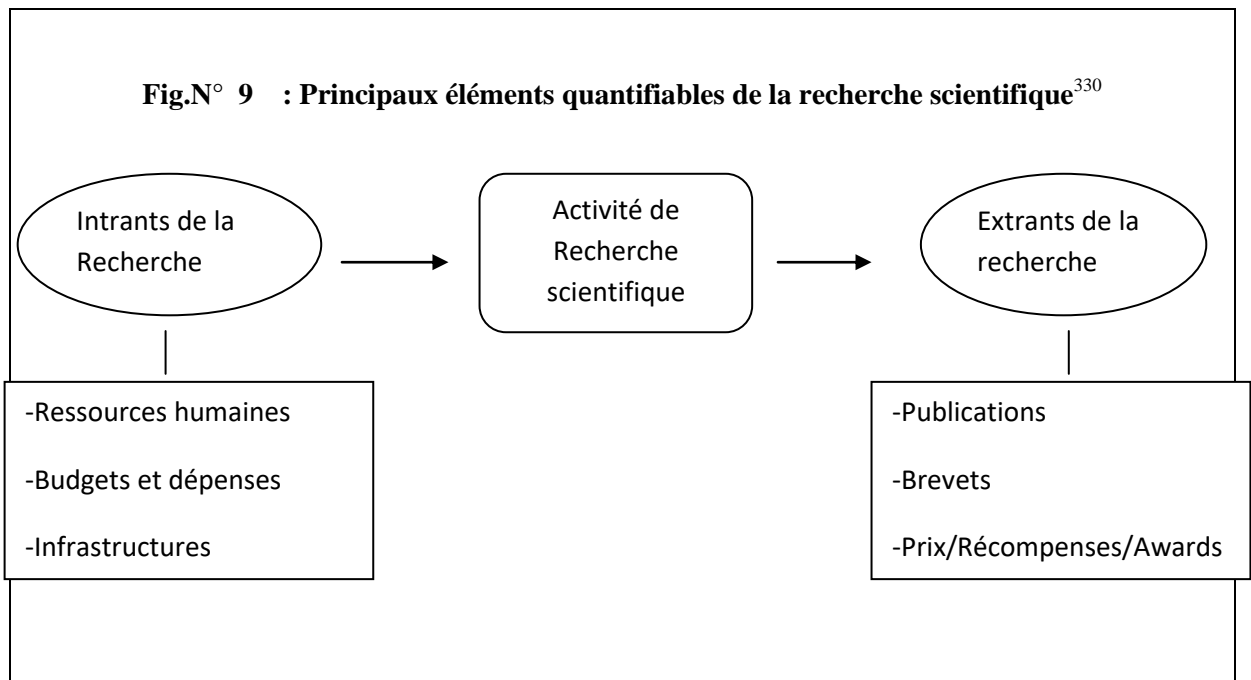 Fig.N° 9 : Principaux éléments quantifiables de la recherche scientifique330
Intrants de la
Recherche
Activité de
Recherche
scientifique
Extrants de la
recherche
-Ressources humaines
-Budgets et dépenses
-Infrastructures
-Publications
-Brevets
-Prix/Récompenses/Awards